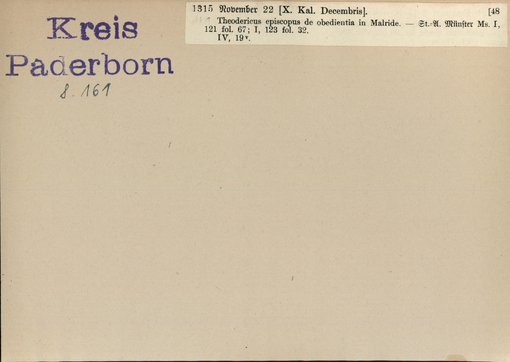 Kreis
Paderborn
8. 161
1315 November 22 [X. Kal. Decembris]. [48
Theodericus episcopus de obedientia in Malride. — St.-A. Münster Ms. I,
121 fol. 67; I, 123 fol. 32.
IV, 19v.